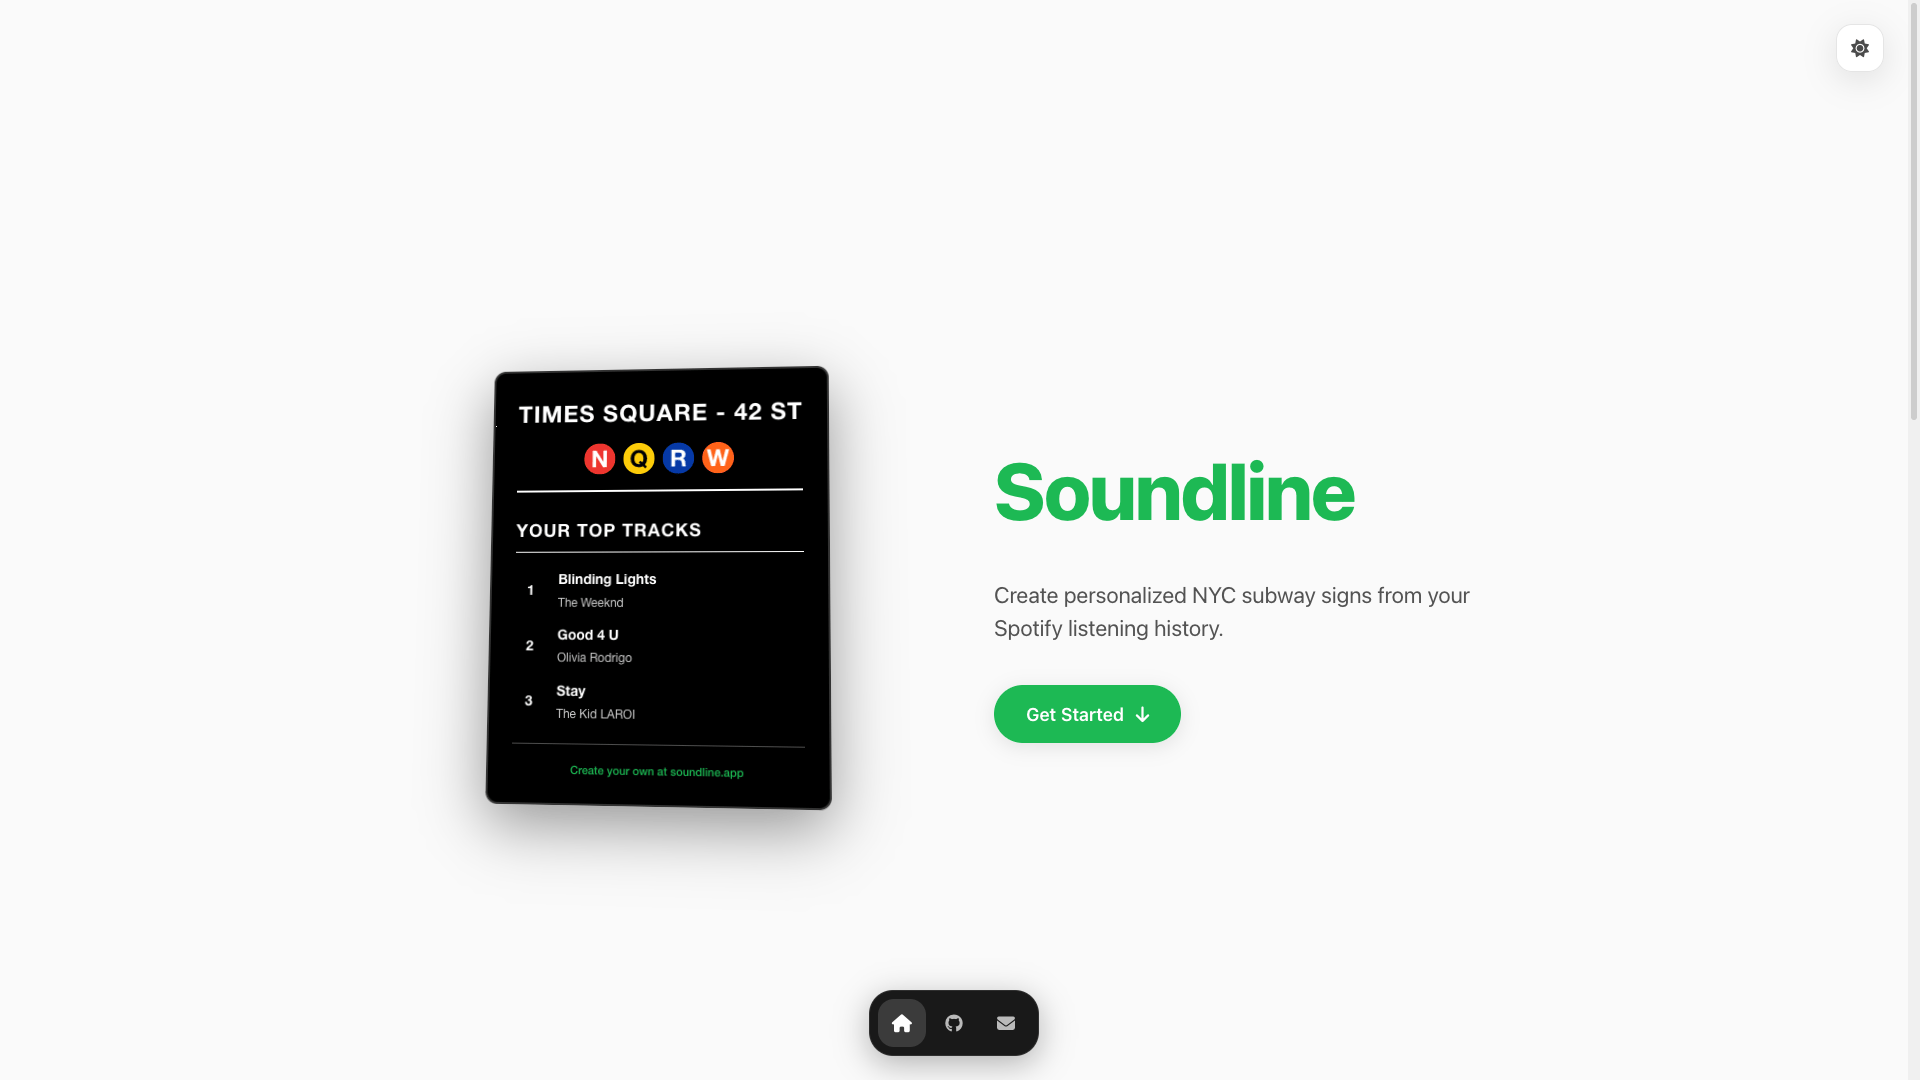 TIMES SQUARE - 42 ST
N Q R W
YOUR TOP TRACKS
1
Blinding Lights
The Weeknd
2
Good 4 U
Olivia Rodrigo
3
Stay
The Kid LAROI
Create your own at soundline.app
Soundline
Create personalized NYC subway signs from your
Spotify listening history.
Get Started